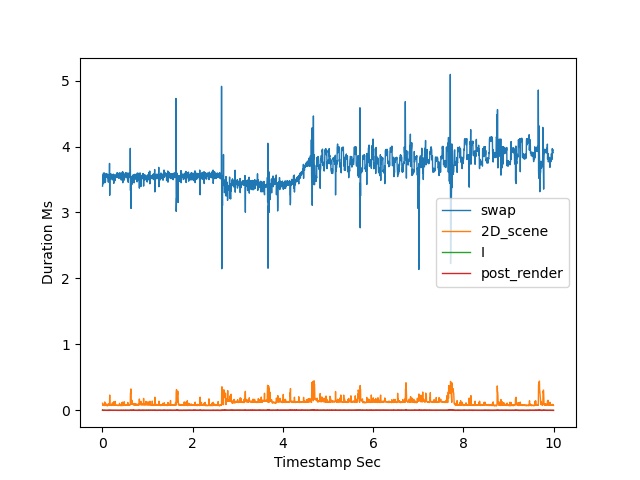 5
4
3
2
1
0
Duration Ms
swap
2D_scene
I
post_render
0
2
4
6
8
10
Timestamp Sec